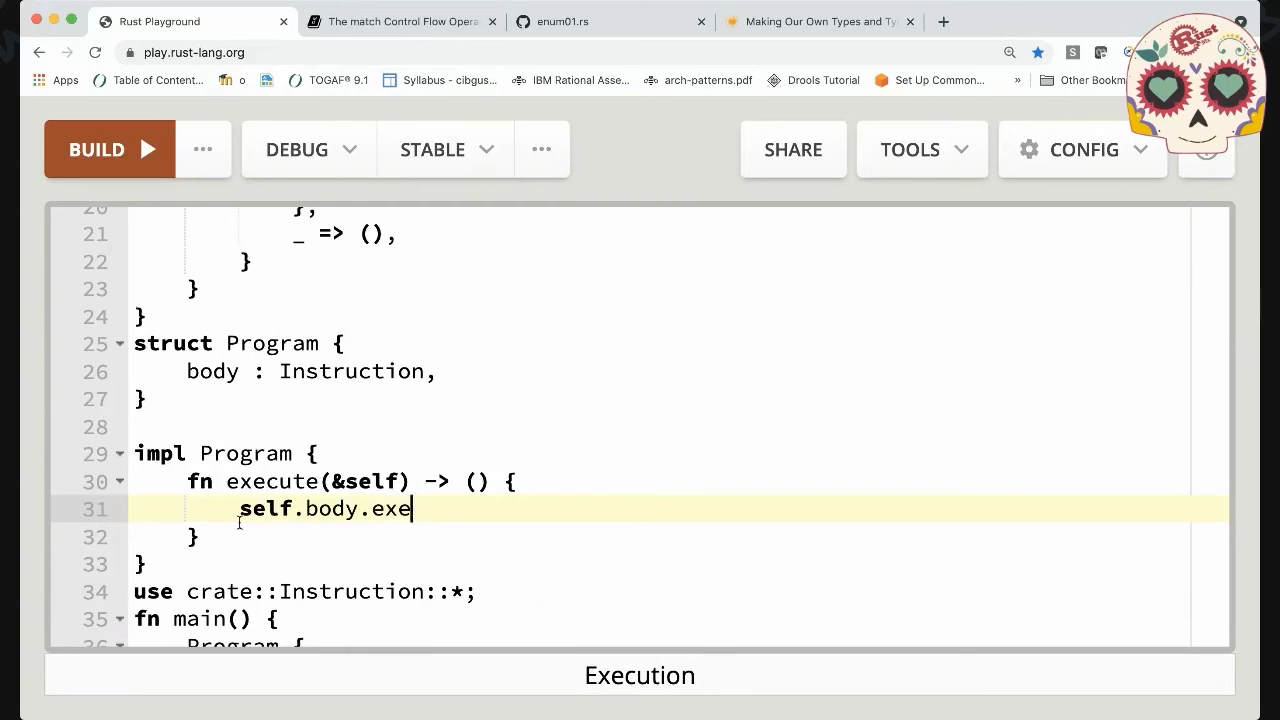 Rust Playground
The match Control Flow Opera
enum01.rs
Making Our Own Types and Ty
play.rust-lang.org
S
Apps
Table of Content...
o
TOGAF® 9.1
Syllabus - cibgus...
IBM Rational Asse...
arch-patterns.pdf
Drools Tutorial
Set Up Common...
»
Other Bookm
Rust
BUILD
DEBUG
STABLE
SHARE
TOOLS
CONFIG
20 },
21 _ => (),
22 }
23 }
24 }
25 struct Program {
26 body : Instruction,
27 }
28
29 impl Program {
30 fn execute(&self) -> () {
31 self.body.exe
32 }
33 }
34 use crate::Instruction::*;
35 fn main() {
36 Program {
Execution